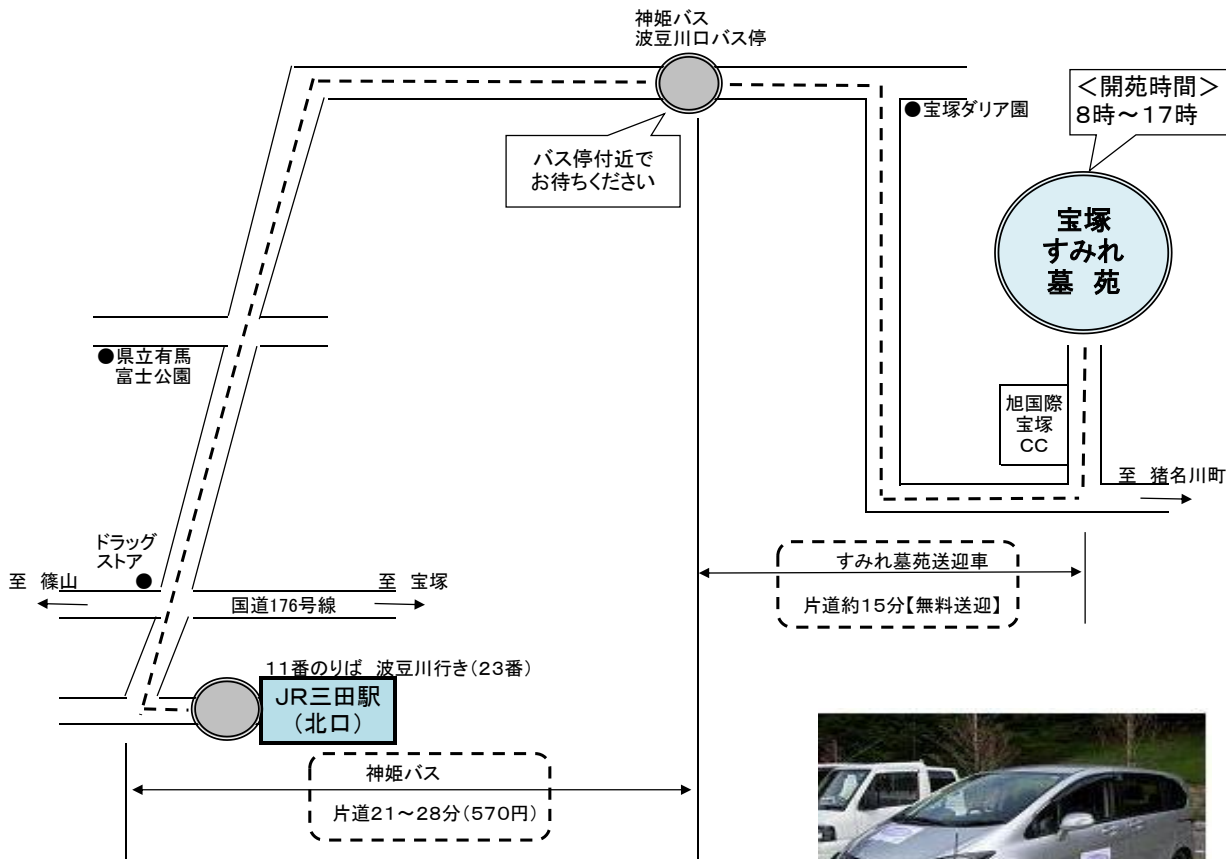 神姫バス
波豆川口バス停
＜開苑時間＞
8時～17時
●宝塚ダリア園
バス停付近で
お待ちください
宝塚
すみれ
墓　苑
●県立有馬
富士公園
旭国際
宝塚
CC
至　猪名川町
ドラッグ
ストア
至　篠山
至　宝塚
国道176号線
すみれ墓苑送迎車
片道約15分【無料送迎】
11番のりば　波豆川行き（23番）
JR三田駅
（北口）
神姫バス
片道21～28分（570円）